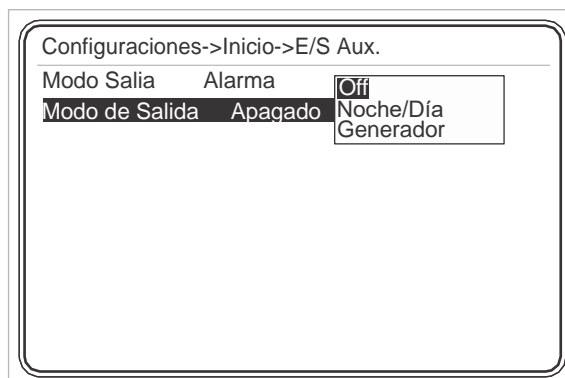 Configuraciones->Inicio->E/S Aux.
Modo Salia Alarma
Modo de Salida Apagado
Off
Noche/Día
Generador